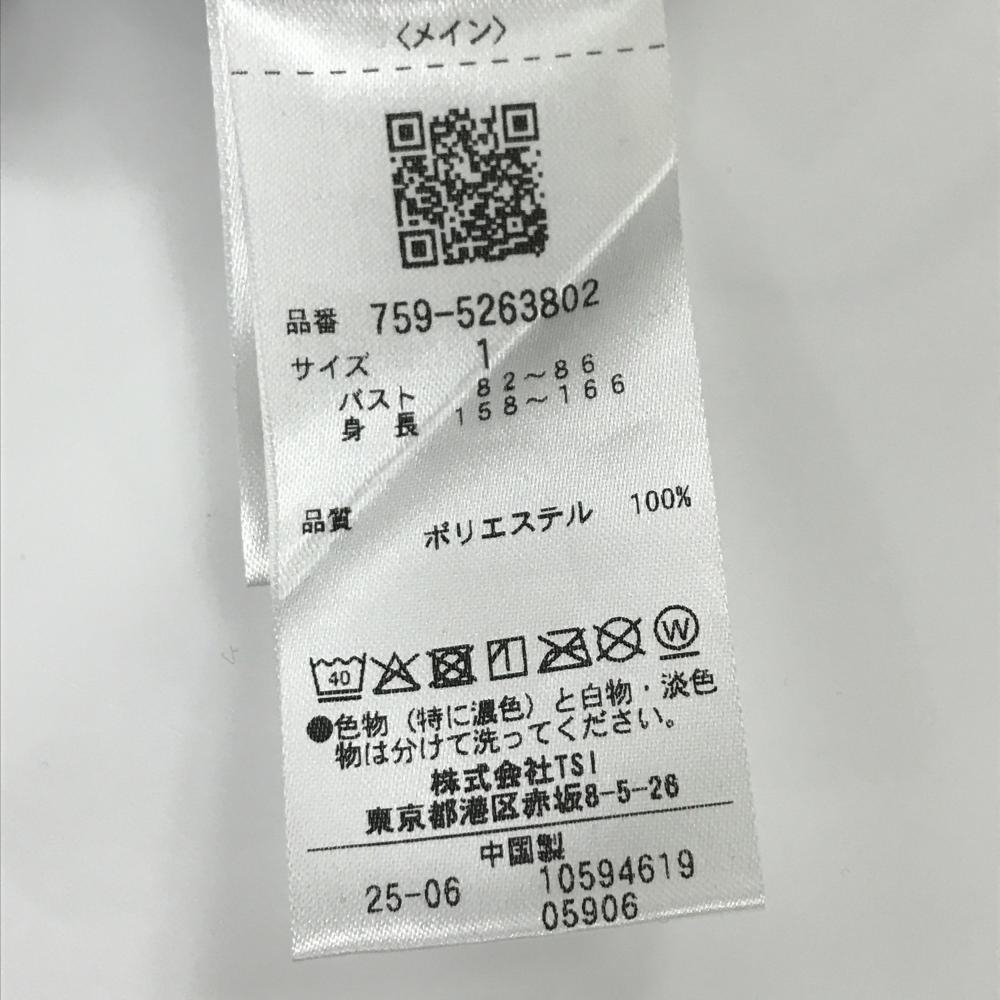 〈メイン〉
品番 759-5263802
サイズ 1
バスト 82～86
身長 158～166
品質 ポリエステル 100%
40 W
●色物（特に濃色）と白物・淡色
物は分けて洗ってください。
株式会社TSI
東京都港区赤坂8-5-26
中国製
25-06 10594619
05906